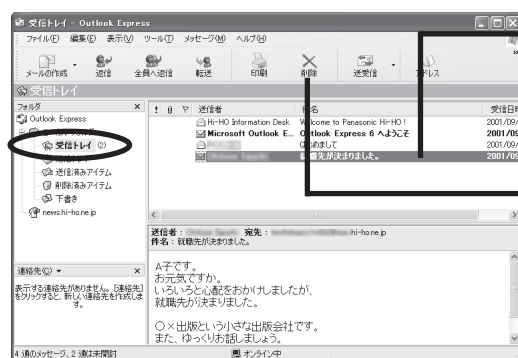 受信トレイ - Outlook Express
ファイル(F) 編集(E) 表示(V) ツール(T) メッセージ(M) ヘルプ(H)
メールの作成 返信 全員へ返信 転送 印刷 削除 送受信 アドレス
受信トレイ
フォルダ ×
Outlook Express
受信トレイ (2)
送信済みアイテム
削除済みアイテム
下書き
news.hi-ho.ne.jp
! 送信者 件名 受信日時
Hi-HO Information Desk Welcome to Panasonic Hi-HO ! 2001/09/
Microsoft Outlook E... Outlook Express 6 へようこそ 2001/09/
はじめまして 2001/09/
就職先が決まりました。 2001/09/
送信者: 宛先: hi-ho.ne.jp
件名: 就職先が決まりました。
A子です。
お元気ですか。
いろいろと心配をおかけしましたが、
就職先が決まりました。
○×出版という小さな出版会社です。
また、ゆっくりお話しましょう。
連絡先(C) ▼ ×
表示する連絡先がありません。[連絡先]
をクリックすると、新しい連絡先を作成しま
す。
4 通のメッセージ、2 通は未開封 オンライン中